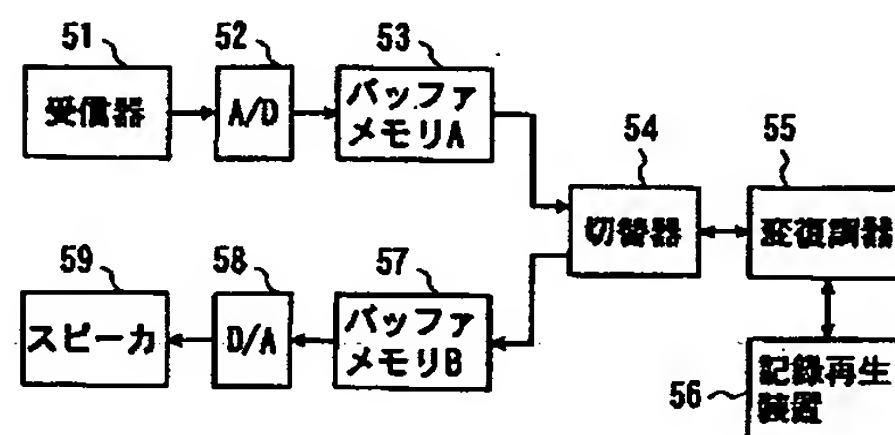 51
52
53
受信器
A/D
バッファ
メモリA
54
55
切替器
変復調器
59
58
57
スピーカ
D/A
バッファ
メモリB
56
記録再生
装置